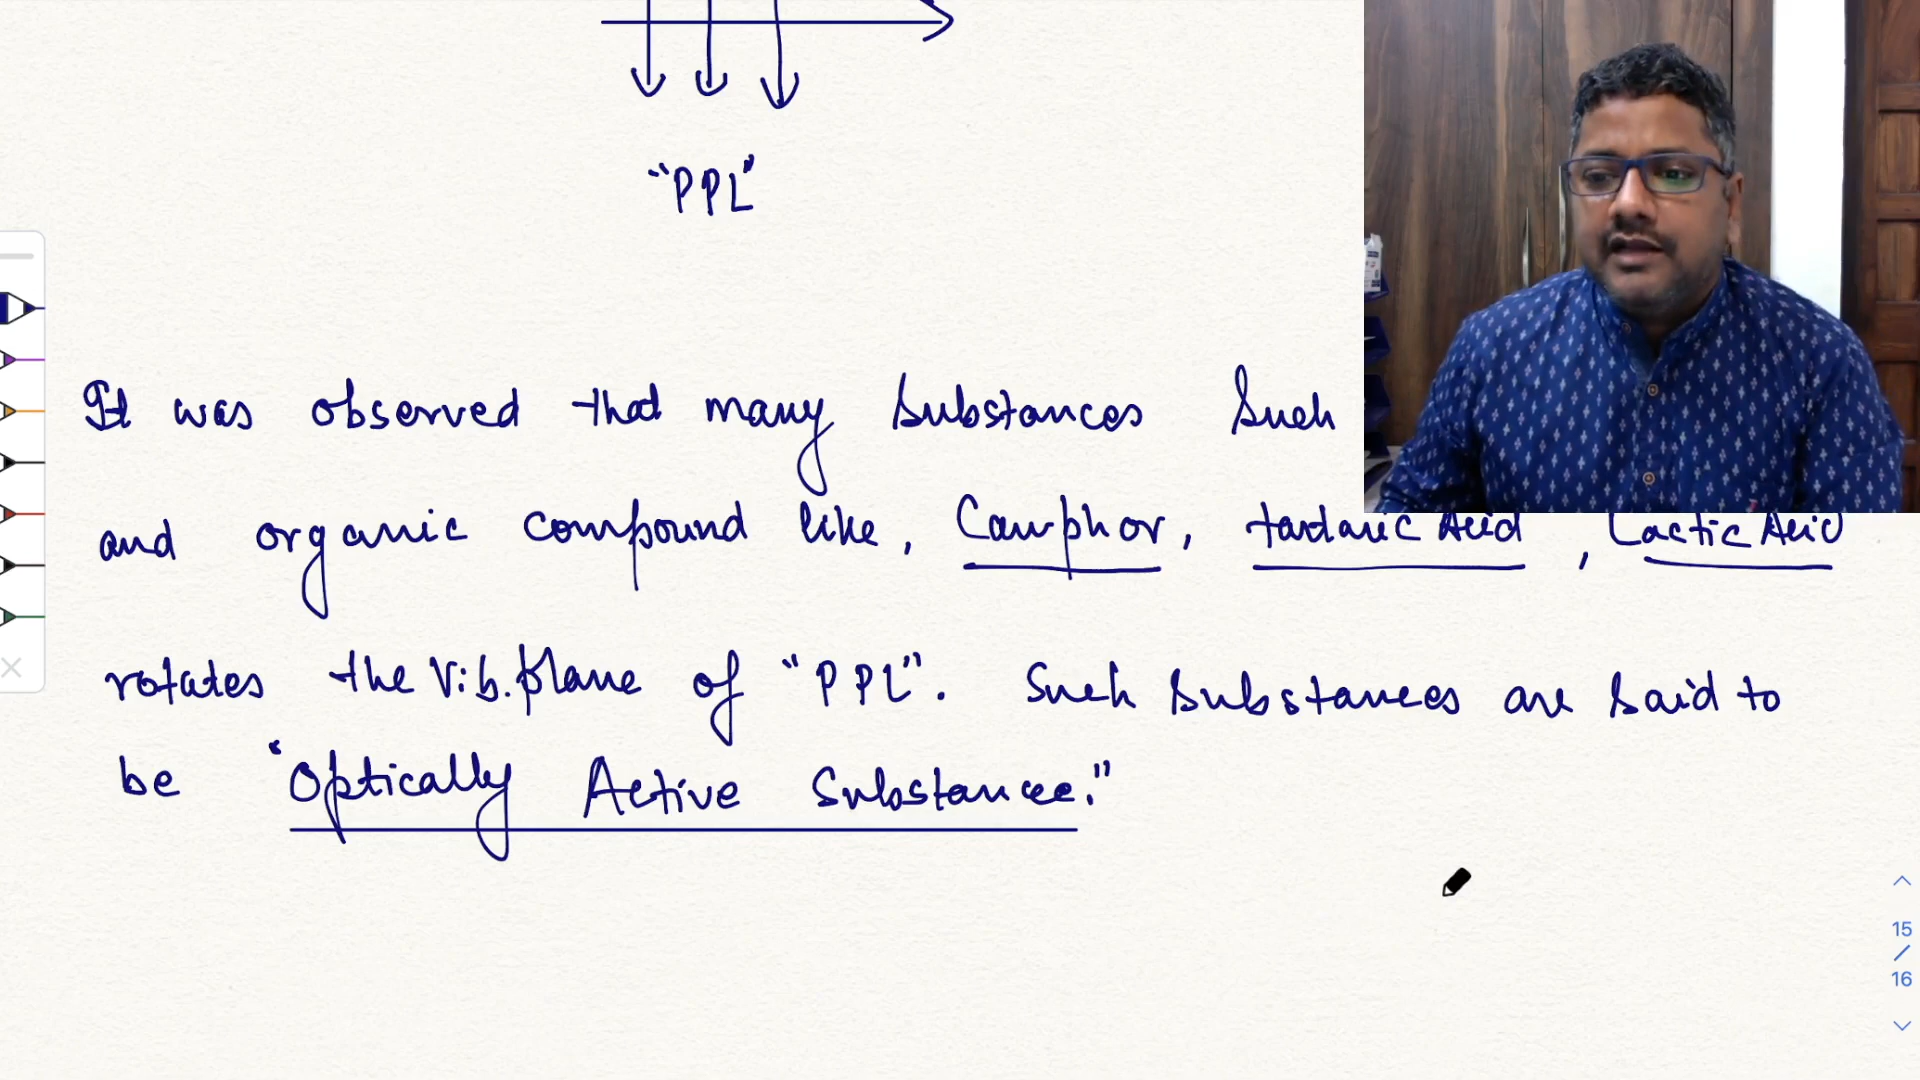 "PPL"
It was observed that many substances Such
and organic compound like, Camphor, tartaric Acid, Lactic Acid
rotates the Vib. plane of "PPL". Such substances are said to
be "Optically Active Substance."
15
/
16